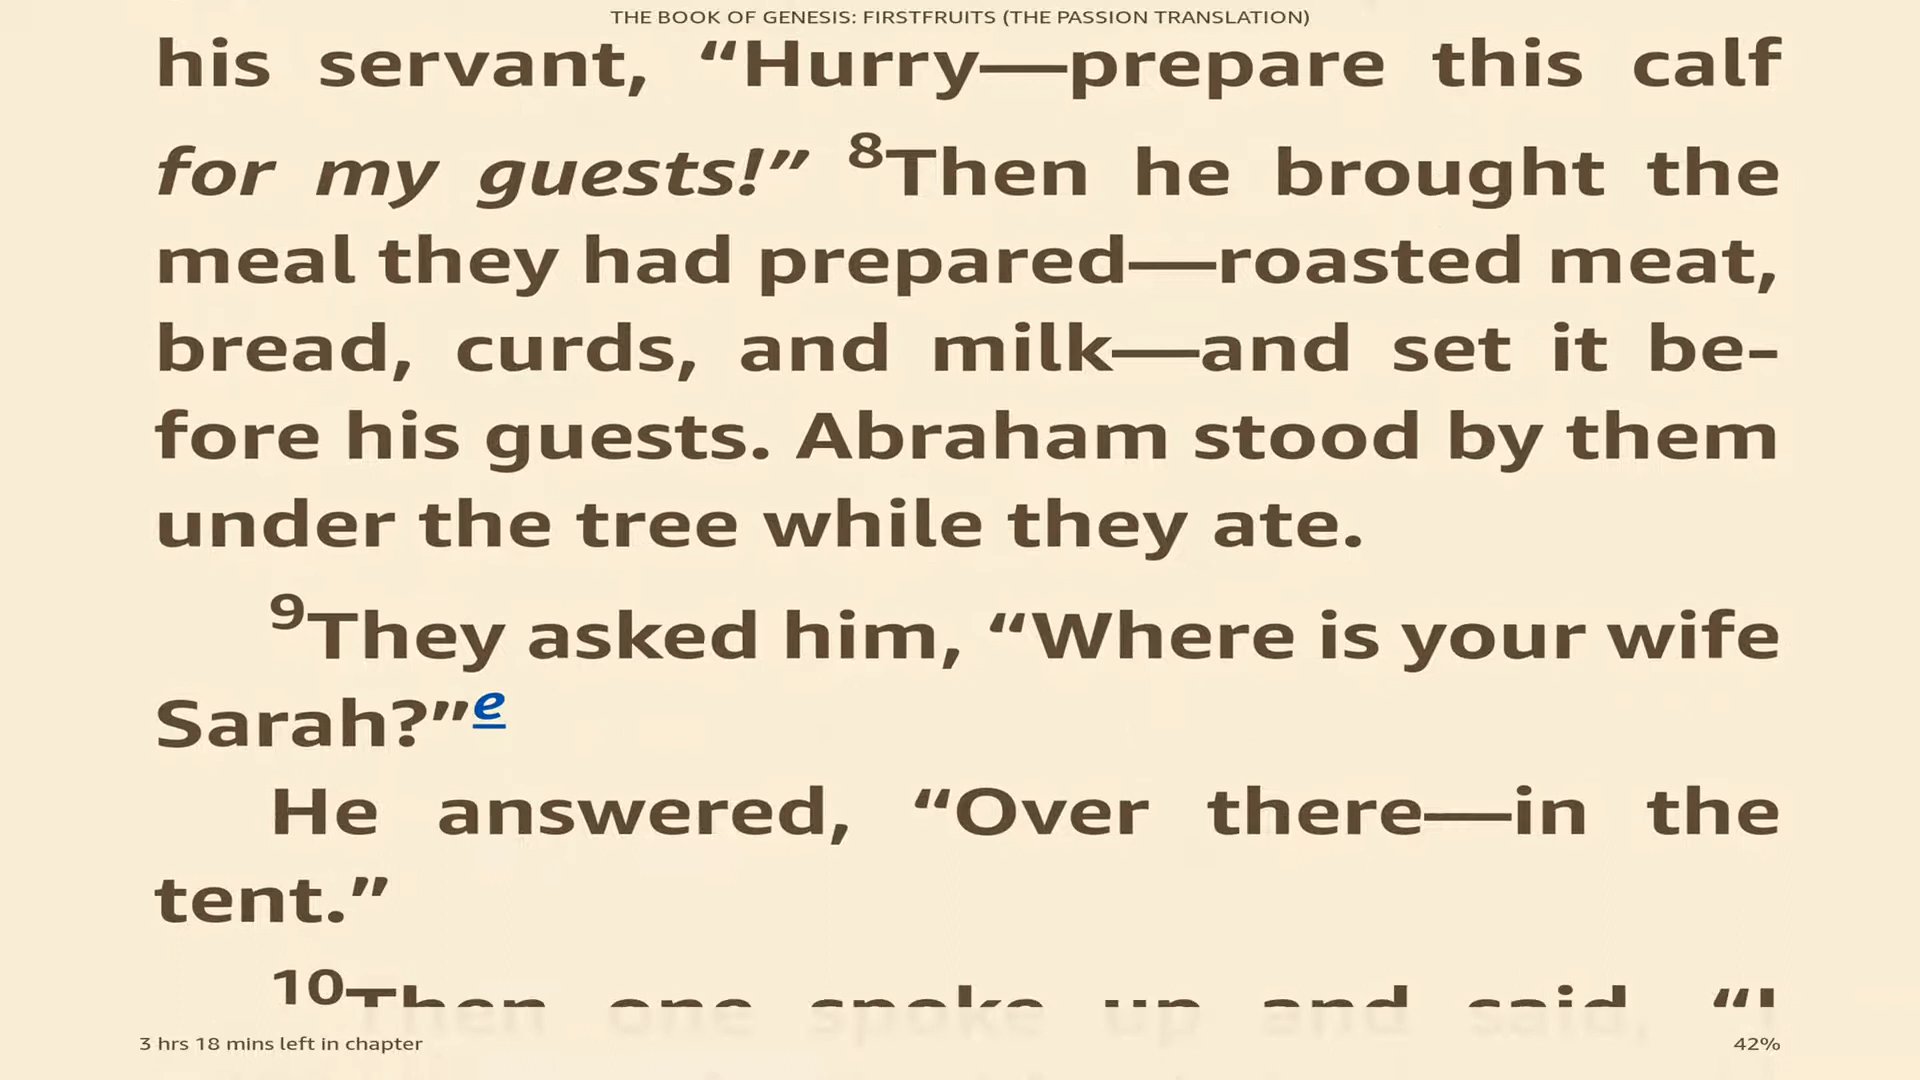 THE BOOK OF GENESIS: FIRSTFRUITS (THE PASSION TRANSLATION)
his servant, “Hurry—prepare this calf
for my guests!” 8Then he brought the
meal they had prepared—roasted meat,
bread, curds, and milk—and set it be-
fore his guests. Abraham stood by them
under the tree while they ate.
9They asked him, “Where is your wife
Sarah?”e
He answered, “Over there—in the
tent.”
10Then one spoke up and said, “I
3 hrs 18 mins left in chapter
42%